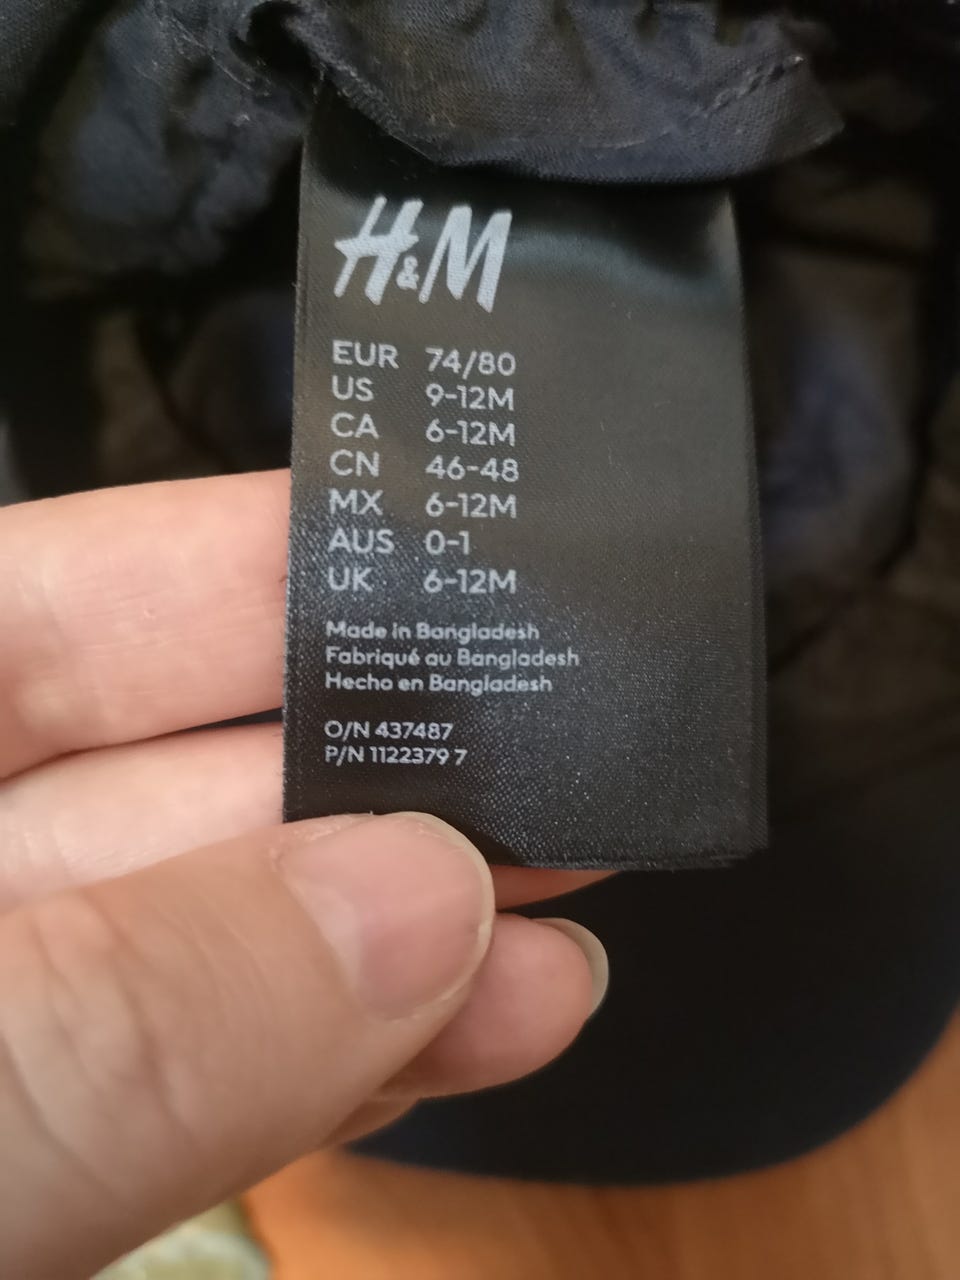 H&M
EUR 74/80
US 9-12M
CA 6-12M
CN 46-48
MX 6-12M
AUS 0-1
UK 6-12M
Made in Bangladesh
Fabriqué au Bangladesh
Hecho en Bangladesh
O/N 437487
P/N 1122379 7